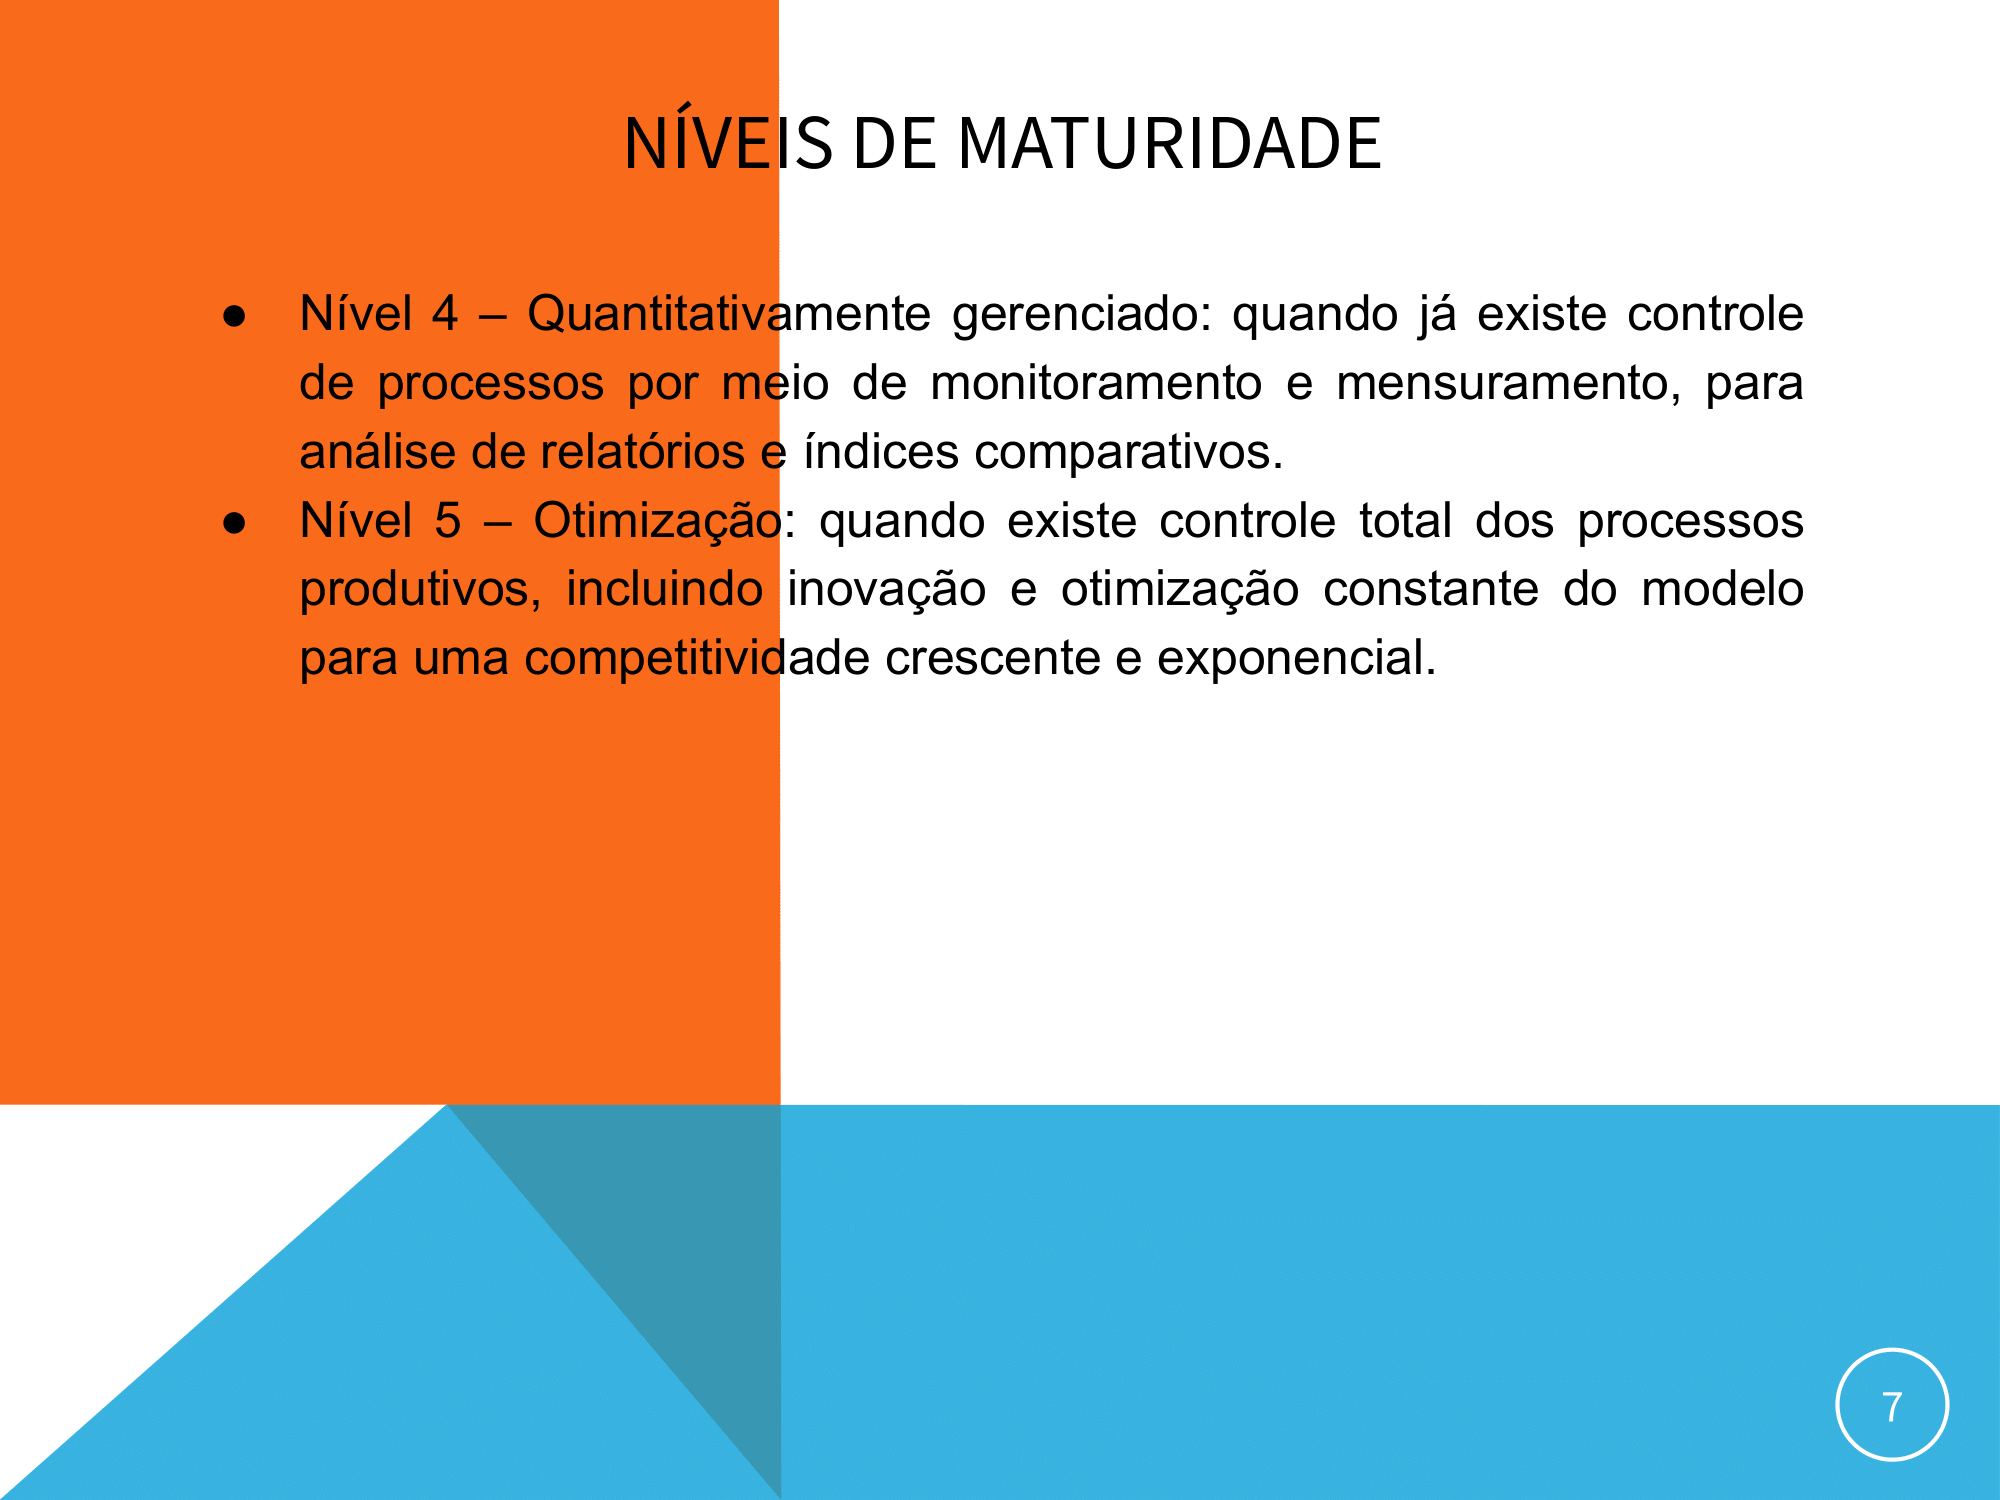 NÍVEIS DE MATURIDADE
● Nível 4 – Quantitativamente gerenciado: quando já existe controle
de processos por meio de monitoramento e mensuramento, para
análise de relatórios e índices comparativos.
● Nível 5 – Otimização: quando existe controle total dos processos
produtivos, incluindo inovação e otimização constante do modelo
para uma competitividade crescente e exponencial.
7